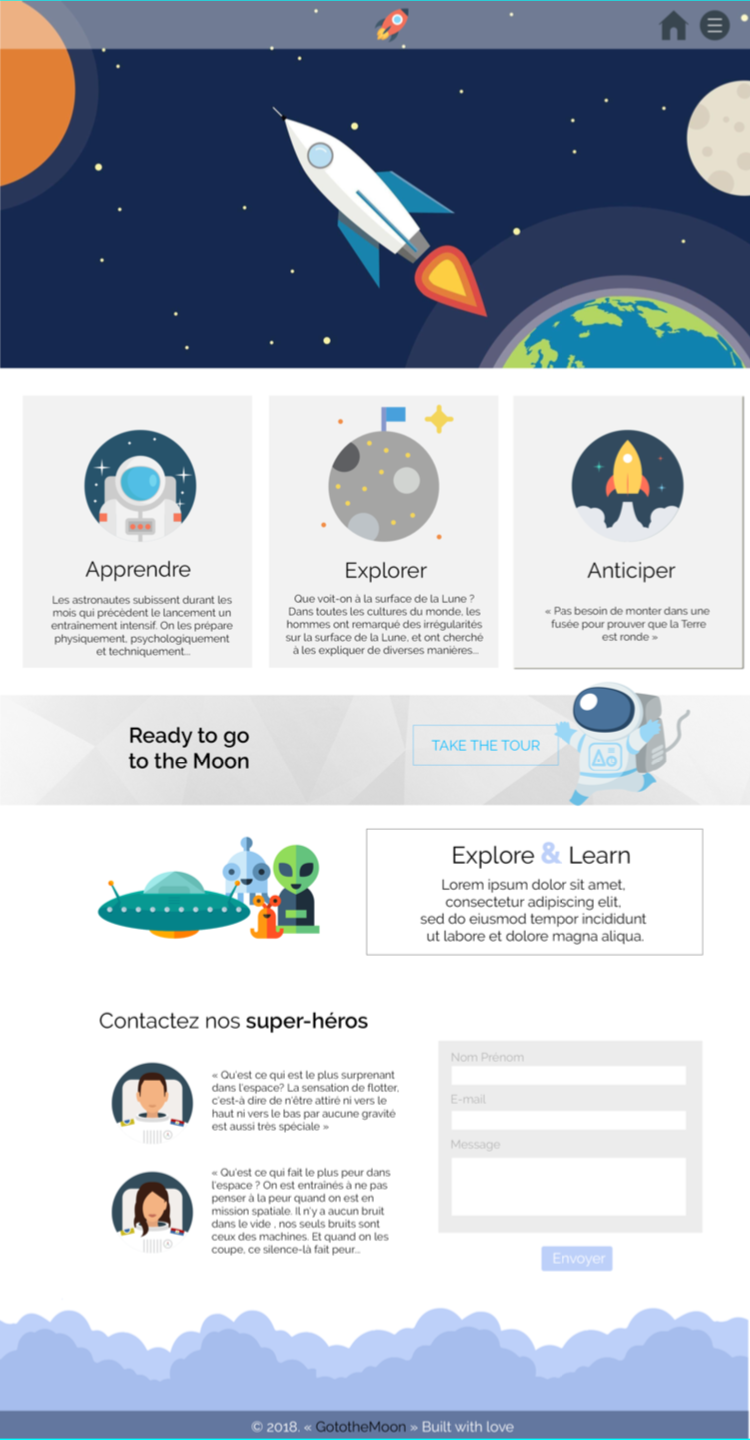 Apprendre
Les astronautes subissent durant les
mois qui précèdent le lancement un
entraînement intensif. On les prépare
physiquement, psychologiquement
et techniquement...
Explorer
Que voit-on à la surface de la Lune ?
Dans toutes les cultures du monde, les
hommes ont remarqué des irrégularités
sur la surface de la Lune, et ont cherché
à les expliquer de diverses manières...
Anticiper
« Pas besoin de monter dans une
fusée pour prouver que la Terre
est ronde »
Ready to go
to the Moon
TAKE THE TOUR
Explore & Learn
Lorem ipsum dolor sit amet,
consectetur adipiscing elit,
sed do eiusmod tempor incididunt
ut labore et dolore magna aliqua.
Contactez nos super-héros
« Qu'est ce qui est le plus surprenant
dans l'espace? La sensation de flotter,
c'est-à dire de n'être attiré ni vers le
haut ni vers le bas par aucune gravité
est aussi très spéciale »
« Qu'est ce qui fait le plus peur dans
l'espace ? On est entraînés à ne pas
penser à la peur quand on est en
mission spatiale. Il n'y a aucun bruit
dans le vide , nos seuls bruits sont
ceux des machines. Et quand on les
coupe, ce silence-là fait peur...
Nom Prénom
E-mail
Message
Envoyer
© 2018. « GototheMoon » Built with love